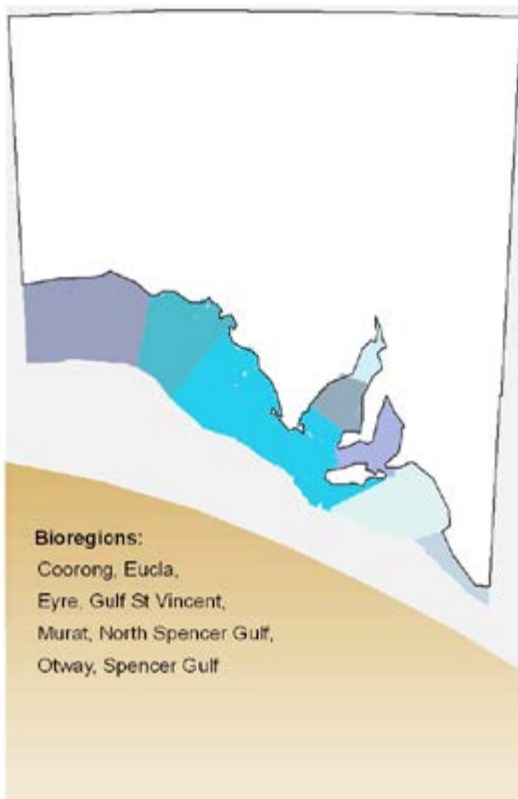 Bioregions:
Coorong, Eucla,
Eyre, Gulf St Vincent,
Murat, North Spencer Gulf,
Otway, Spencer Gulf